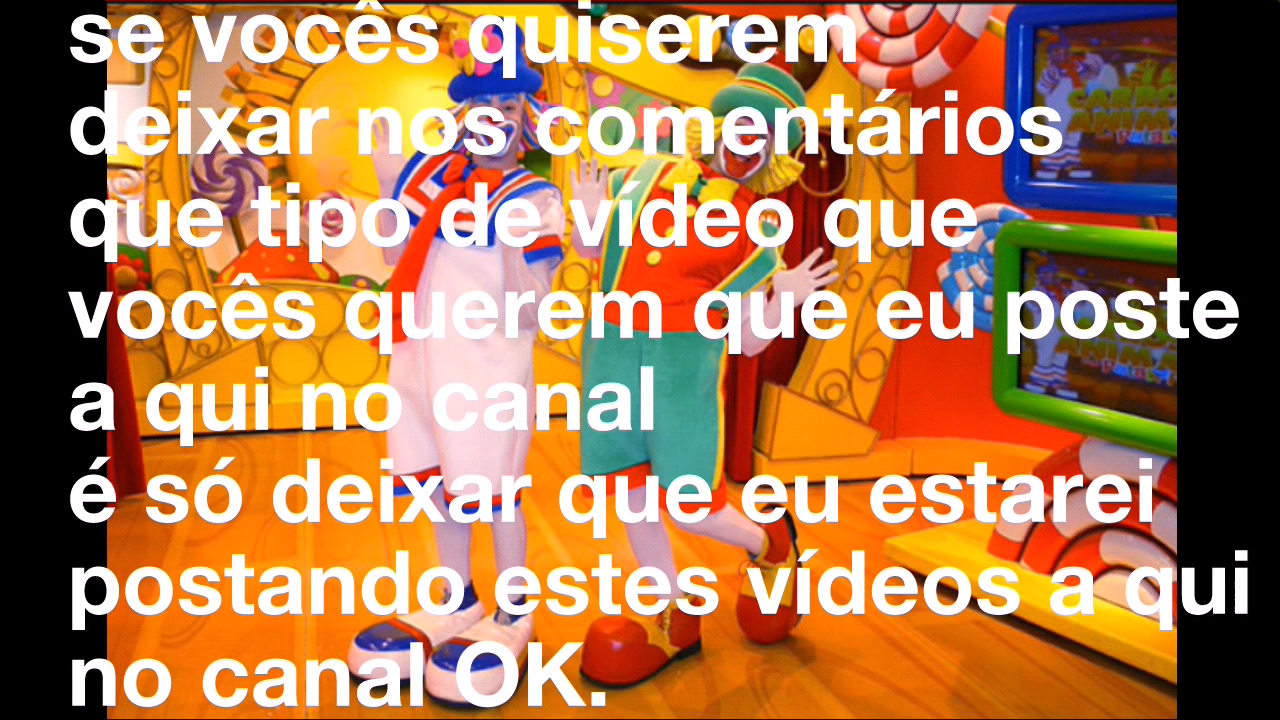 se vocês quiserem
deixar nos comentários
que tipo de vídeo que
vocês querem que eu poste
a qui no canal
é só deixar que eu estarei
postando estes vídeos a qui
no canal OK.